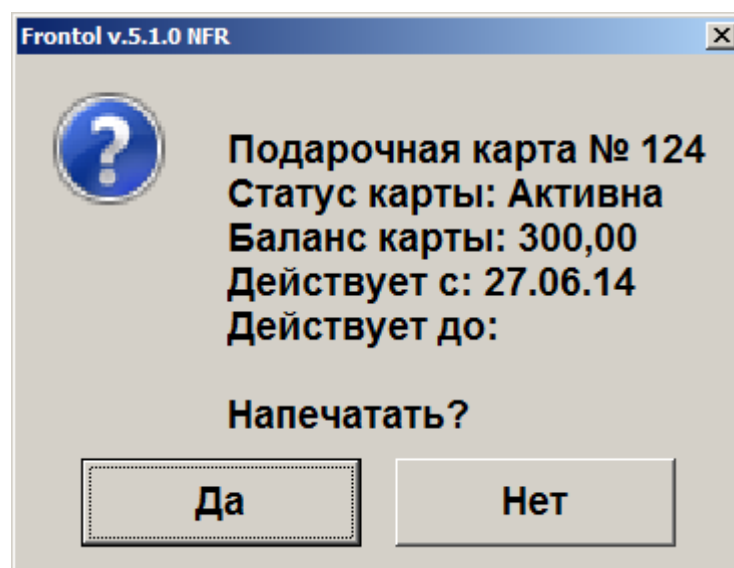 Frontol v.5.1.0 NFR
Подарочная карта № 124
Статус карты: Активна
Баланс карты: 300,00
Действует с: 27.06.14
Действует до:
Напечатать?
Да
Нет